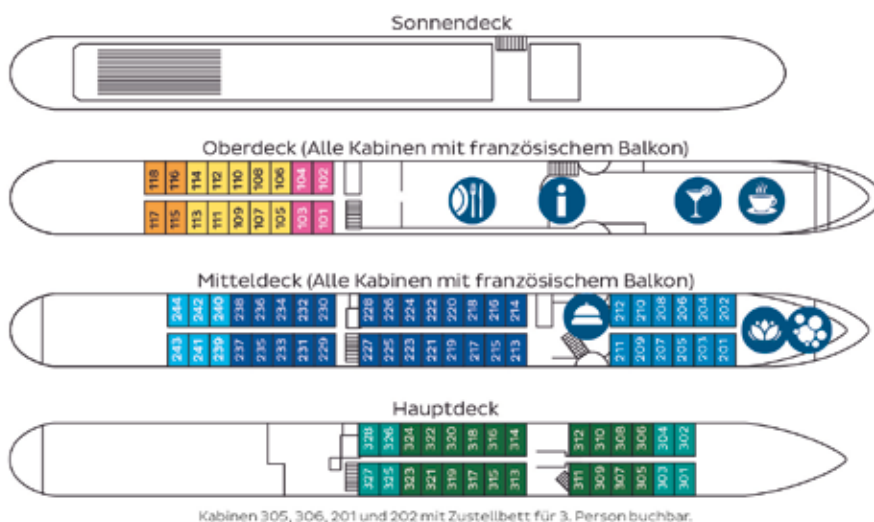 Sonnendeck
Oberdeck (Alle Kabinen mit französischem Balkon)
118 116 114 112 110 108 106 104 102
117 115 113 111 109 107 105 103 101
Mitteldeck (Alle Kabinen mit französischem Balkon)
244 242 240 238 236 234 232 230 228 226 224 222 220 218 216 214 212 210 208 206 204 202
243 241 239 237 235 233 231 229 227 225 223 221 219 217 215 213 211 209 207 205 203 201
Hauptdeck
328 326 324 322 320 318 316 314 312 310 308 306 304 302
327 325 323 321 319 317 315 313 311 309 307 305 303 301
Kabinen 305, 306, 201 und 202 mit Zustellbett für 3. Person buchbar.